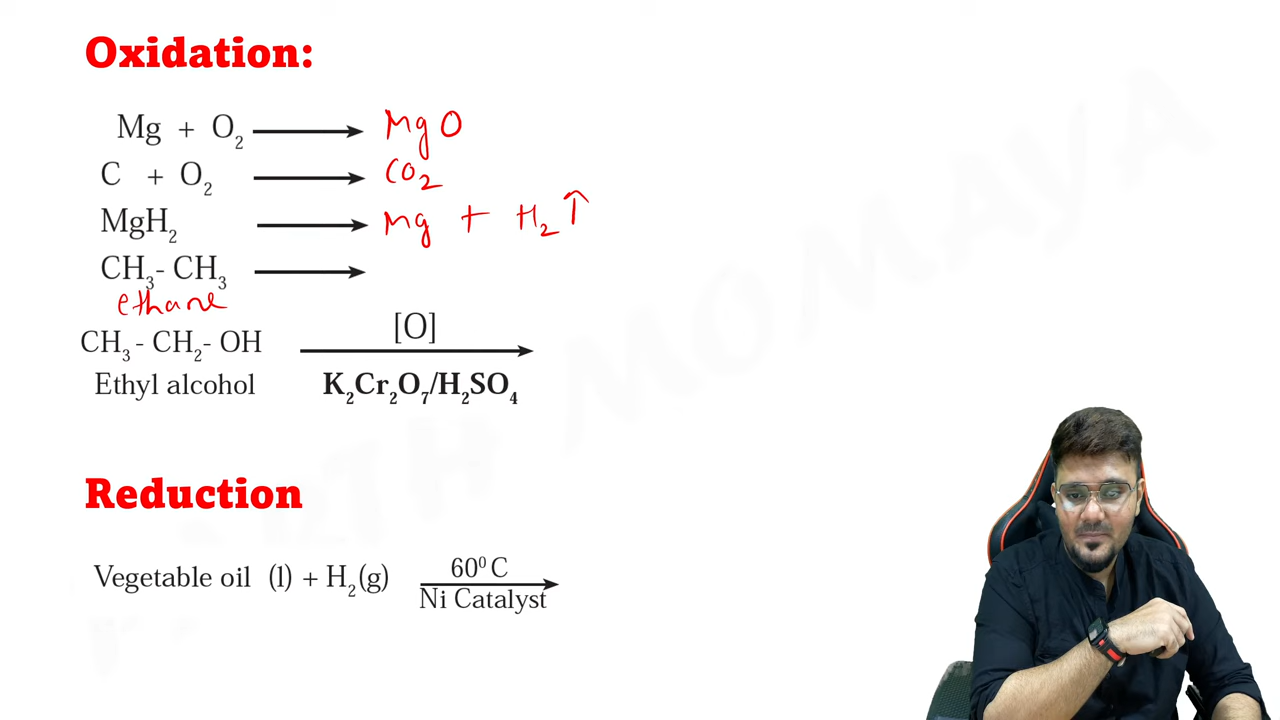 Oxidation:
Mg + O₂ ⟶ MgO
C + O₂ ⟶ CO₂
MgH₂ ⟶ Mg + H₂↑
CH₃- CH₃ ⟶
ethane
[O]
CH₃ - CH₂- OH ⟶
Ethyl alcohol K₂Cr₂O₇/H₂SO₄
Reduction
60⁰ C
Vegetable oil (l) + H₂(g) ⟶
Ni Catalyst
MOMAYA